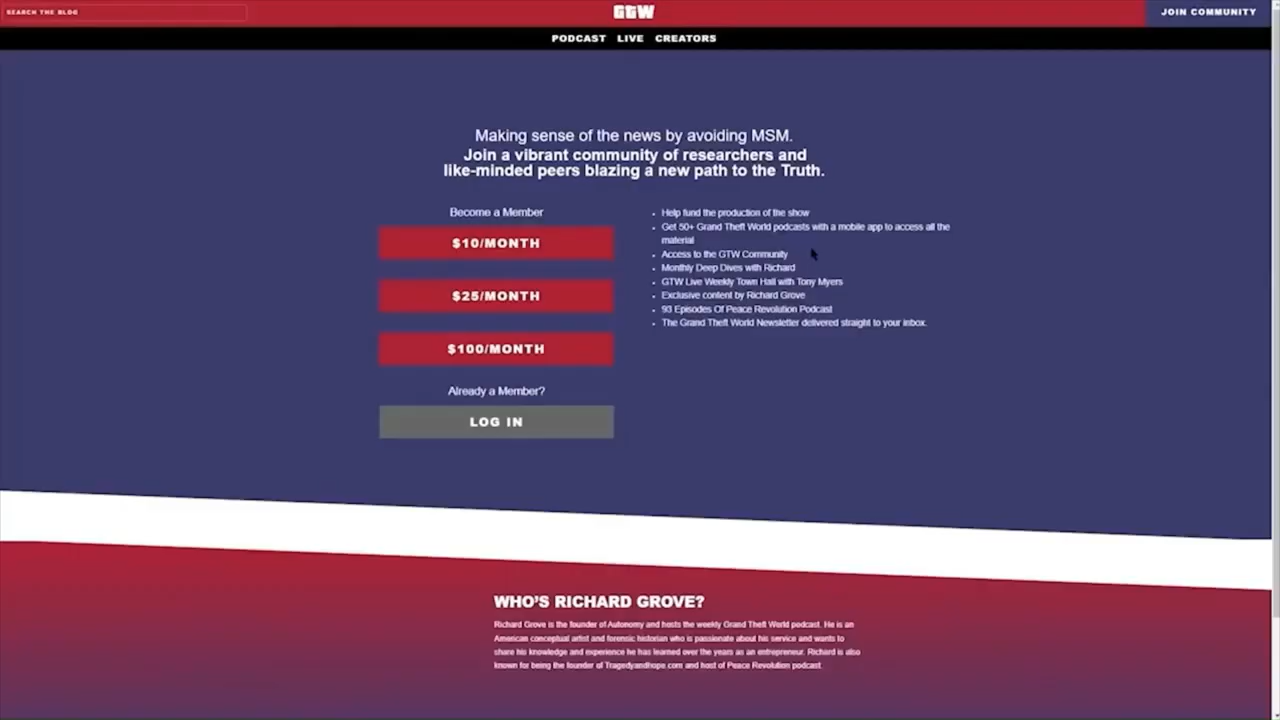 SEARCH THE BLOG
GTW
JOIN COMMUNITY
PODCAST LIVE CREATORS
Making sense of the news by avoiding MSM.
Join a vibrant community of researchers and
like-minded peers blazing a new path to the Truth.
Become a Member
$10/MONTH
$25/MONTH
$100/MONTH
Already a Member?
LOG IN
Help fund the production of the show
Get 50+ Grand Theft World podcasts with a mobile app to access all the
material
Access to the GTW Community
Monthly Deep Dives with Richard
GTW Live Weekly Town Hall with Tony Myers
Exclusive content by Richard Grove
93 Episodes Of Peace Revolution Podcast
The Grand Theft World Newsletter delivered straight to your inbox.
WHO'S RICHARD GROVE?
Richard Grove is the founder of Autonomy and hosts the weekly Grand Theft World podcast. He is an
American conceptual artist and forensic historian who is passionate about his service and wants to
share his knowledge and experience he has learned over the years as an entrepreneur. Richard is also
known for being the founder of Tragedyandhope.com and host of Peace Revolution podcast.